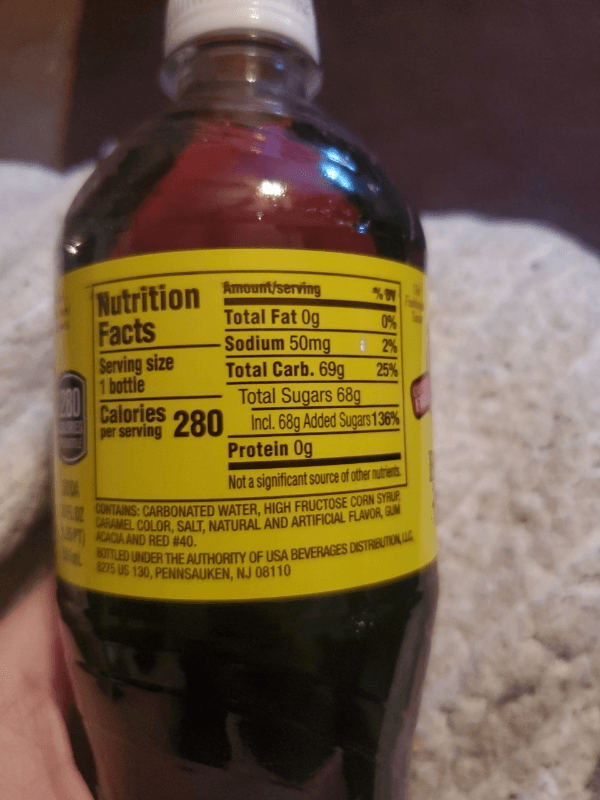 Nutrition
Facts
Serving size
1 bottle
Calories
per serving
280
Amount/serving % DV
Total Fat 0g 0%
Sodium 50mg 2%
Total Carb. 69g 25%
Total Sugars 68g
Incl. 68g Added Sugars 136%
Protein 0g
Not a significant source of other nutrients.
CONTAINS: CARBONATED WATER, HIGH FRUCTOSE CORN SYRUP,
CARAMEL COLOR, SALT, NATURAL AND ARTIFICIAL FLAVOR, GUM
ACACIA AND RED #40.
BOTTLED UNDER THE AUTHORITY OF USA BEVERAGES DISTRIBUTION, LLC,
8275 US 130, PENNSAUKEN, NJ 08110
280